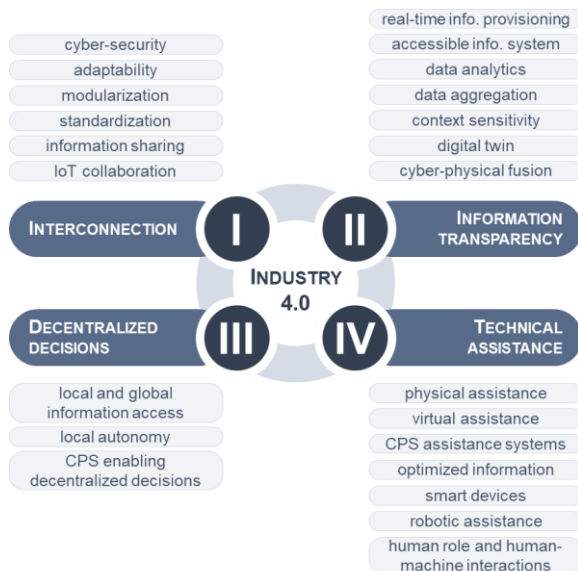 cyber-security
adaptability
modularization
standardization
information sharing
IoT collaboration
real-time info. provisioning
accessible info. system
data analytics
data aggregation
context sensitivity
digital twin
cyber-physical fusion
INTERCONNECTION
I
II
INFORMATION
TRANSPARENCY
INDUSTRY
4.0
DECENTRALIZED
DECISIONS
III
IV
TECHNICAL
ASSISTANCE
local and global
information access
local autonomy
CPS enabling
decentralized decisions
physical assistance
virtual assistance
CPS assistance systems
optimized information
smart devices
robotic assistance
human role and human-
machine interactions